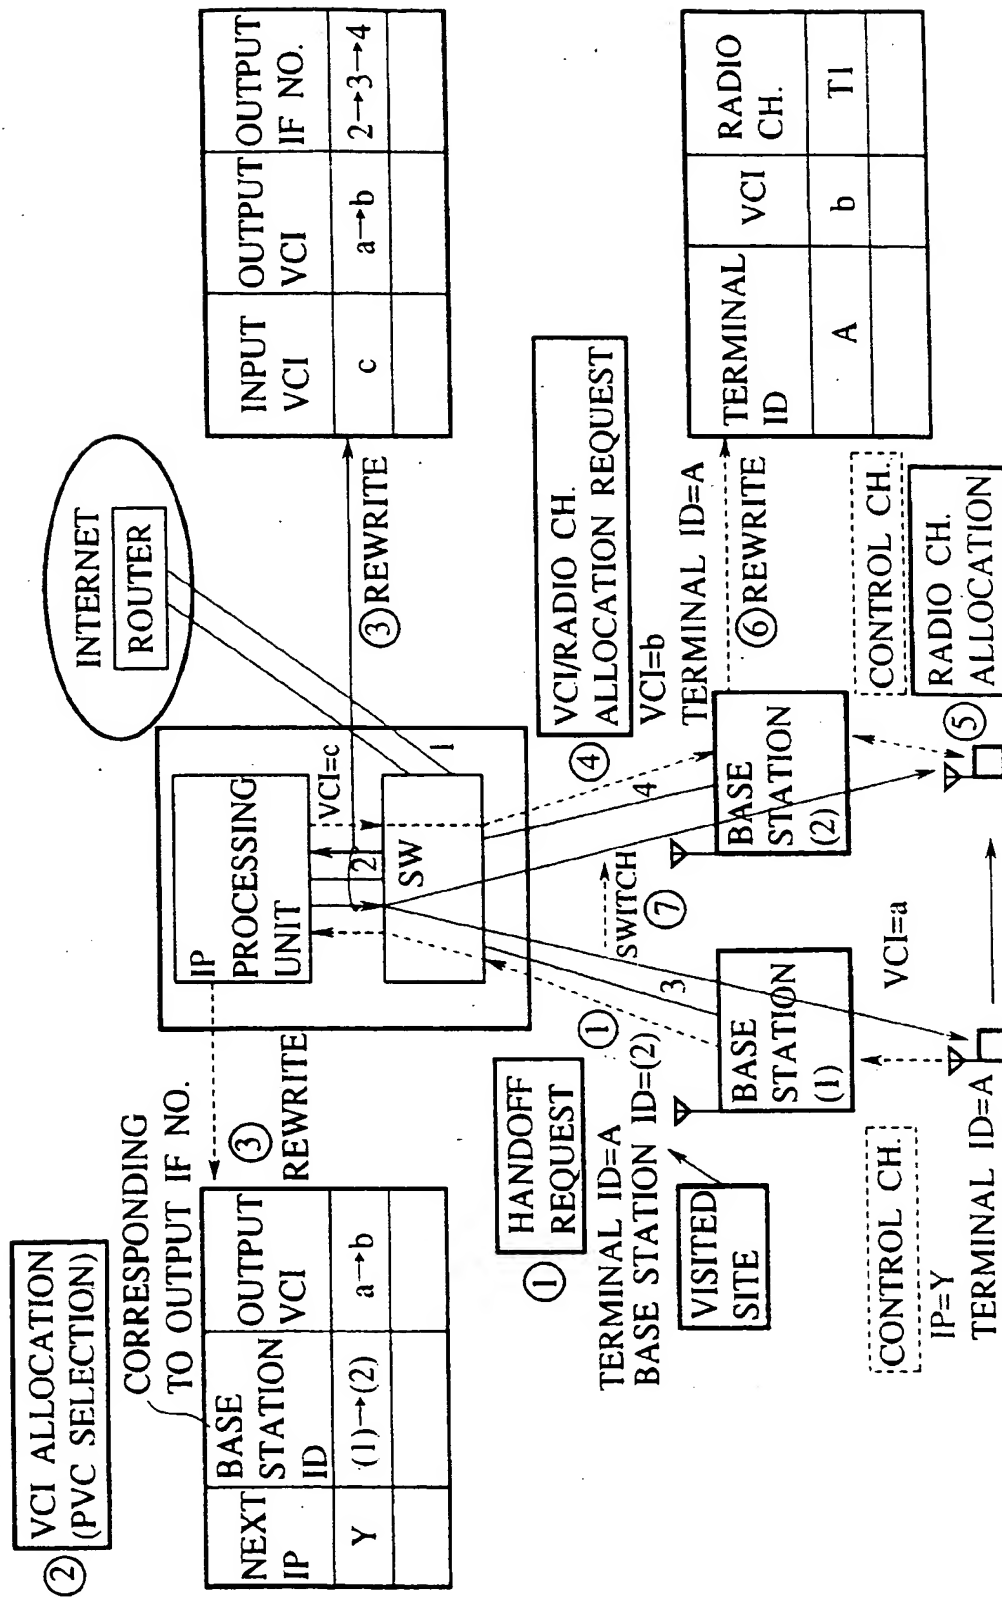 ② VCI ALLOCATION
(PVC SELECTION)
CORRESPONDING
TO OUTPUT IF NO.
NEXT
IP
BASE
STATION
ID
OUTPUT
VCI
Y
(1)→(2)
a→b
③
REWRITE
INTERNET
ROUTER
IP
PROCESSING
UNIT
VCI=c
2
SW
1
③ REWRITE
INPUT
VCI
OUTPUT
VCI
OUTPUT
IF NO.
c
a→b
2→3→4
① HANDOFF
REQUEST
TERMINAL ID=A
BASE STATION ID=(2)
①
VISITED
SITE
3
SWITCH
⑦
4
④ VCI/RADIO CH.
ALLOCATION REQUEST
VCI=b
TERMINAL ID=A
⑥ REWRITE
BASE
STATION
(1)
BASE
STATION
(2)
TERMINAL
ID
VCI
RADIO
CH.
A
b
T1
CONTROL CH.
IP=Y
TERMINAL ID=A
VCI=a
CONTROL CH.
⑤ RADIO CH.
ALLOCATION